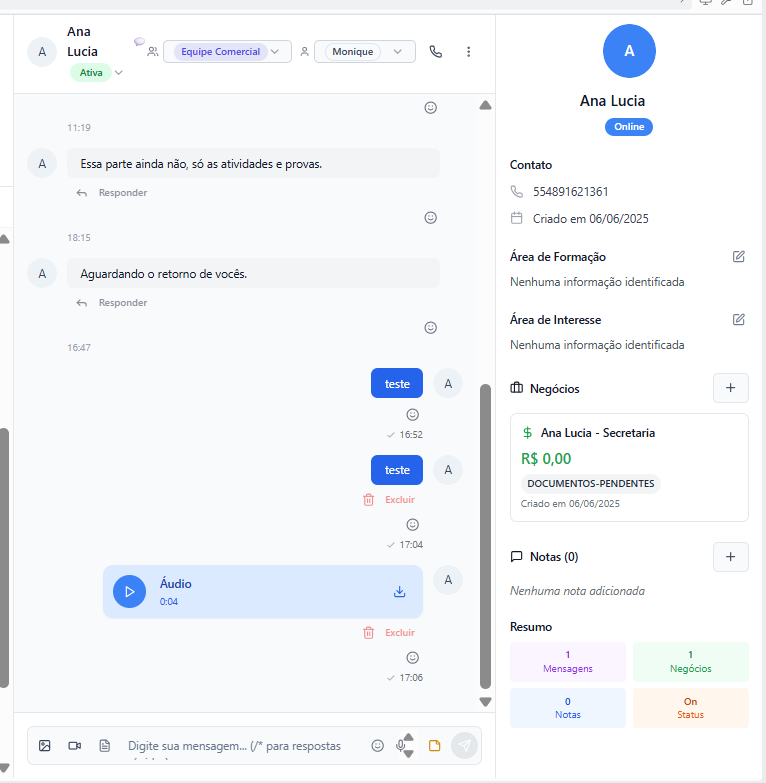 A
Ana
Lucia
Ativa
Equipe Comercial
Monique
11:19
A
Essa parte ainda não, só as atividades e provas.
Responder
18:15
A
Aguardando o retorno de vocês.
Responder
16:47
teste
A
16:52
teste
A
Excluir
17:04
Áudio
0:04
A
Excluir
17:06
Digite sua mensagem... (/* para respostas
A
Ana Lucia
Online
Contato
554891621361
Criado em 06/06/2025
Área de Formação
Nenhuma informação identificada
Área de Interesse
Nenhuma informação identificada
Negócios
+
$ Ana Lucia - Secretaria
R$ 0,00
DOCUMENTOS-PENDENTES
Criado em 06/06/2025
Notas (0)
+
Nenhuma nota adicionada
Resumo
1
Mensagens
1
Negócios
0
Notas
On
Status